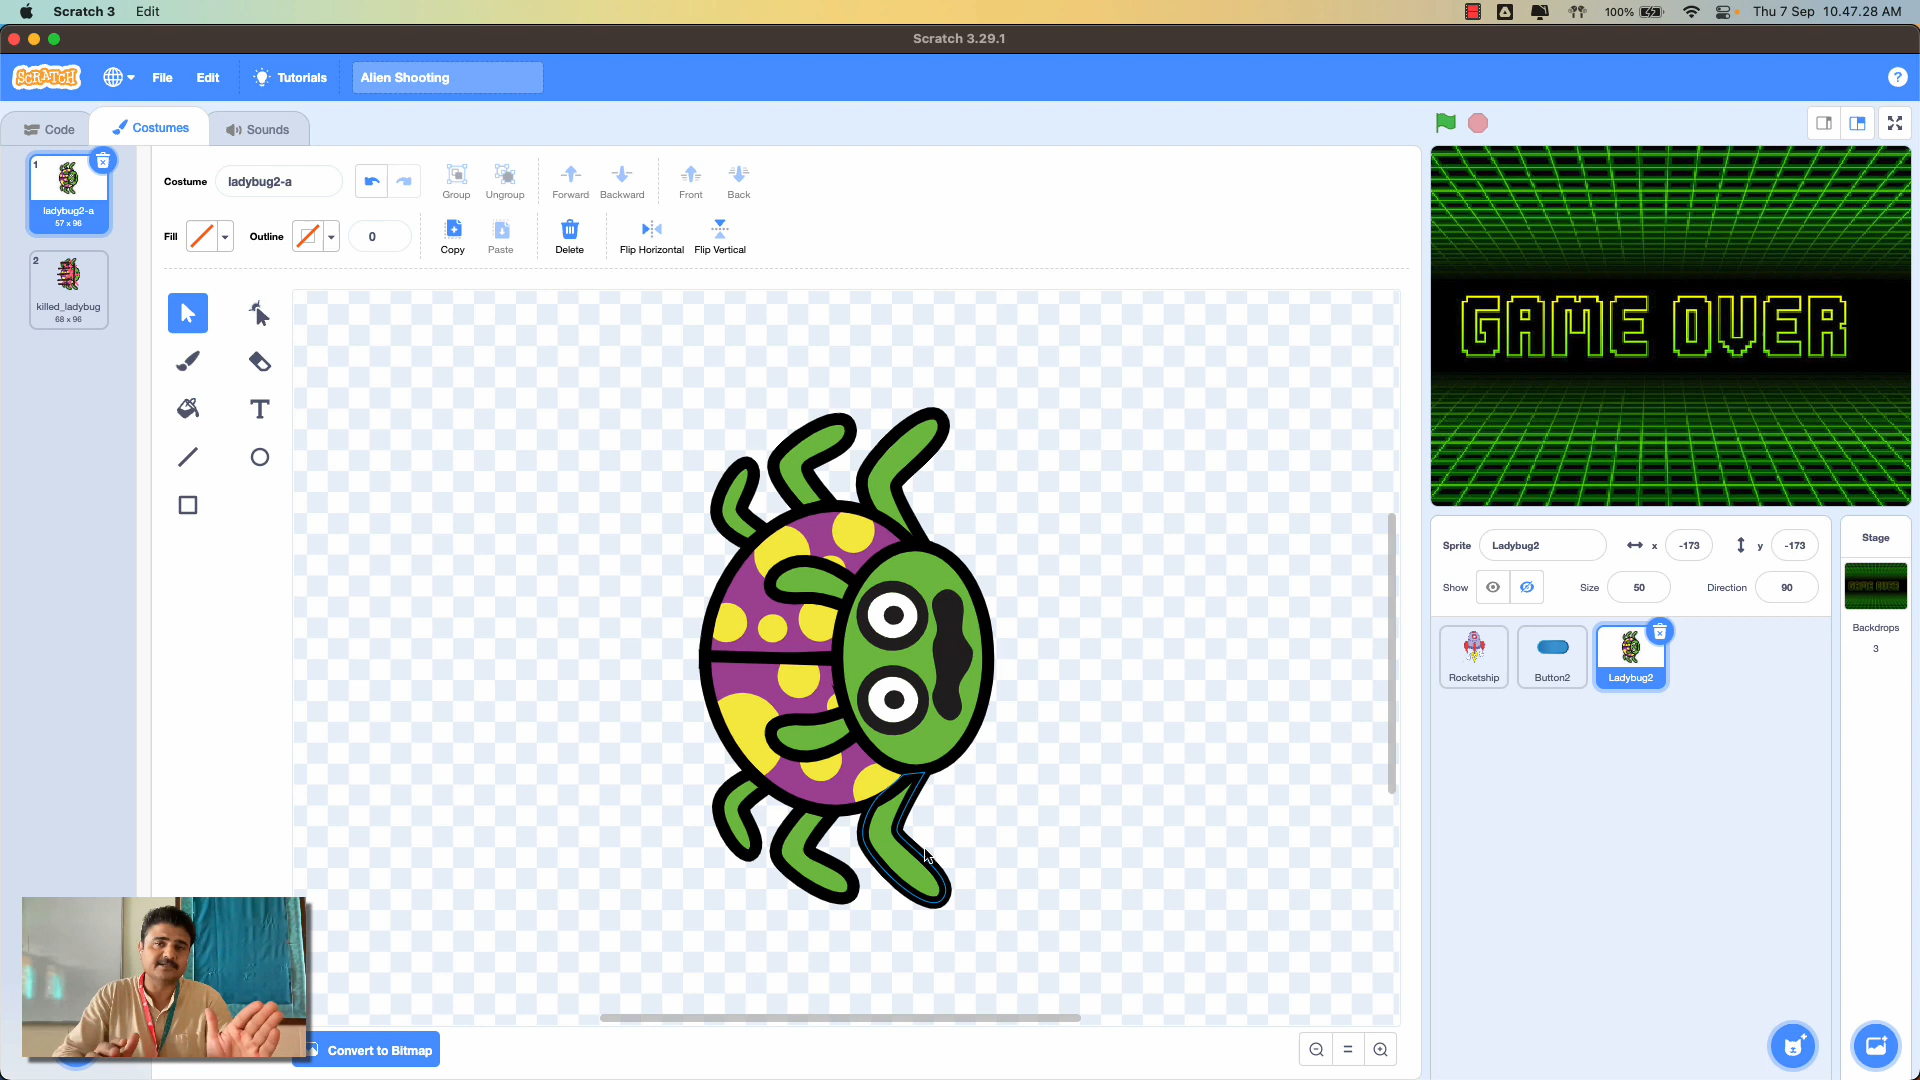 Scratch 3 Edit 100% Thu 7 Sep 10.47.28 AM
Scratch 3.29.1
SCRATCH File Edit Tutorials Alien Shooting ?
Code Costumes Sounds
1
ladybug2-a
57 x 96
2
killed_ladybug
68 x 96
Costume ladybug2-a Group Ungroup Forward Backward Front Back
Fill Outline 0 Copy Paste Delete Flip Horizontal Flip Vertical
T
Convert to Bitmap
GAME OVER
Sprite Ladybug2 x -173 y -173
Show Size 50 Direction 90
Rocketship Button2 Ladybug2
Stage
GAME OVER
Backdrops
3